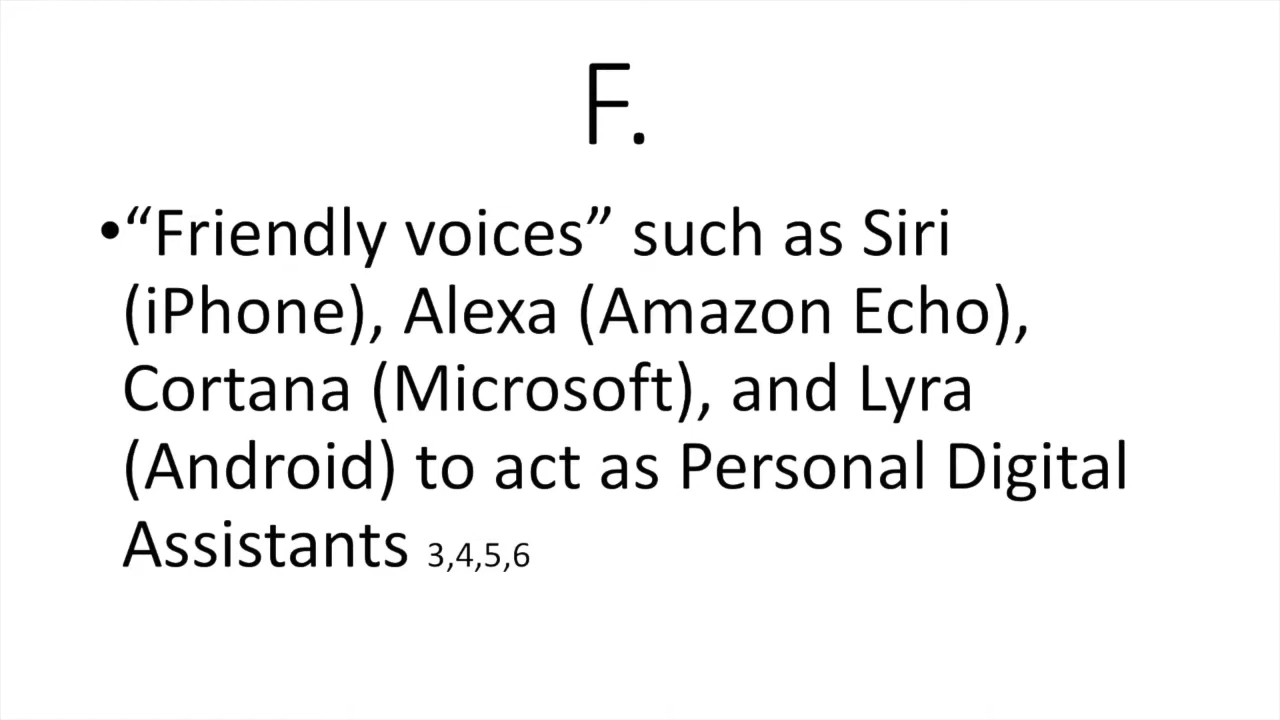 F.
•“Friendly voices” such as Siri
(iPhone), Alexa (Amazon Echo),
Cortana (Microsoft), and Lyra
(Android) to act as Personal Digital
Assistants 3,4,5,6